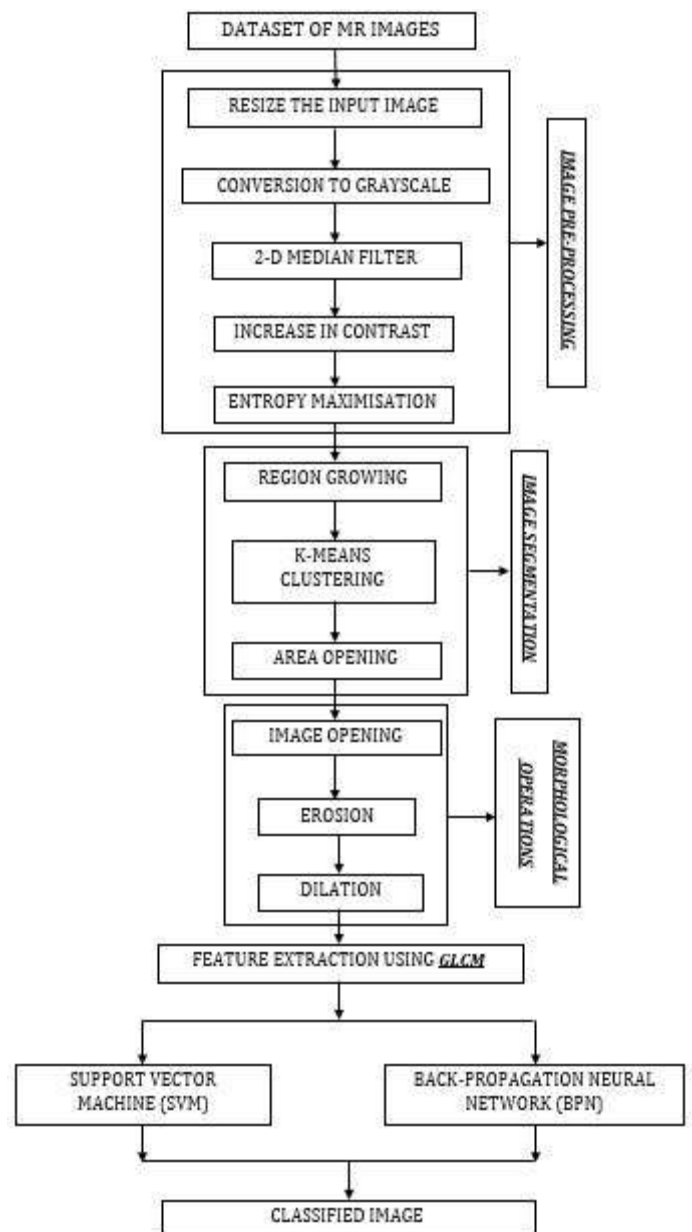 DATASET OF MR IMAGES
RESIZE THE INPUT IMAGE
CONVERSION TO GRAYSCALE
2-D MEDIAN FILTER
INCREASE IN CONTRAST
ENTROPY MAXIMISATION
IMAGE PRE-PROCESSING
REGION GROWING
K-MEANS
CLUSTERING
AREA OPENING
IMAGE SEGMENTATION
IMAGE OPENING
EROSION
DILATION
MORPHOLOGICAL
OPERATIONS
FEATURE EXTRACTION USING GLCM
SUPPORT VECTOR
MACHINE (SVM)
BACK-PROPAGATION NEURAL
NETWORK (BPN)
CLASSIFIED IMAGE